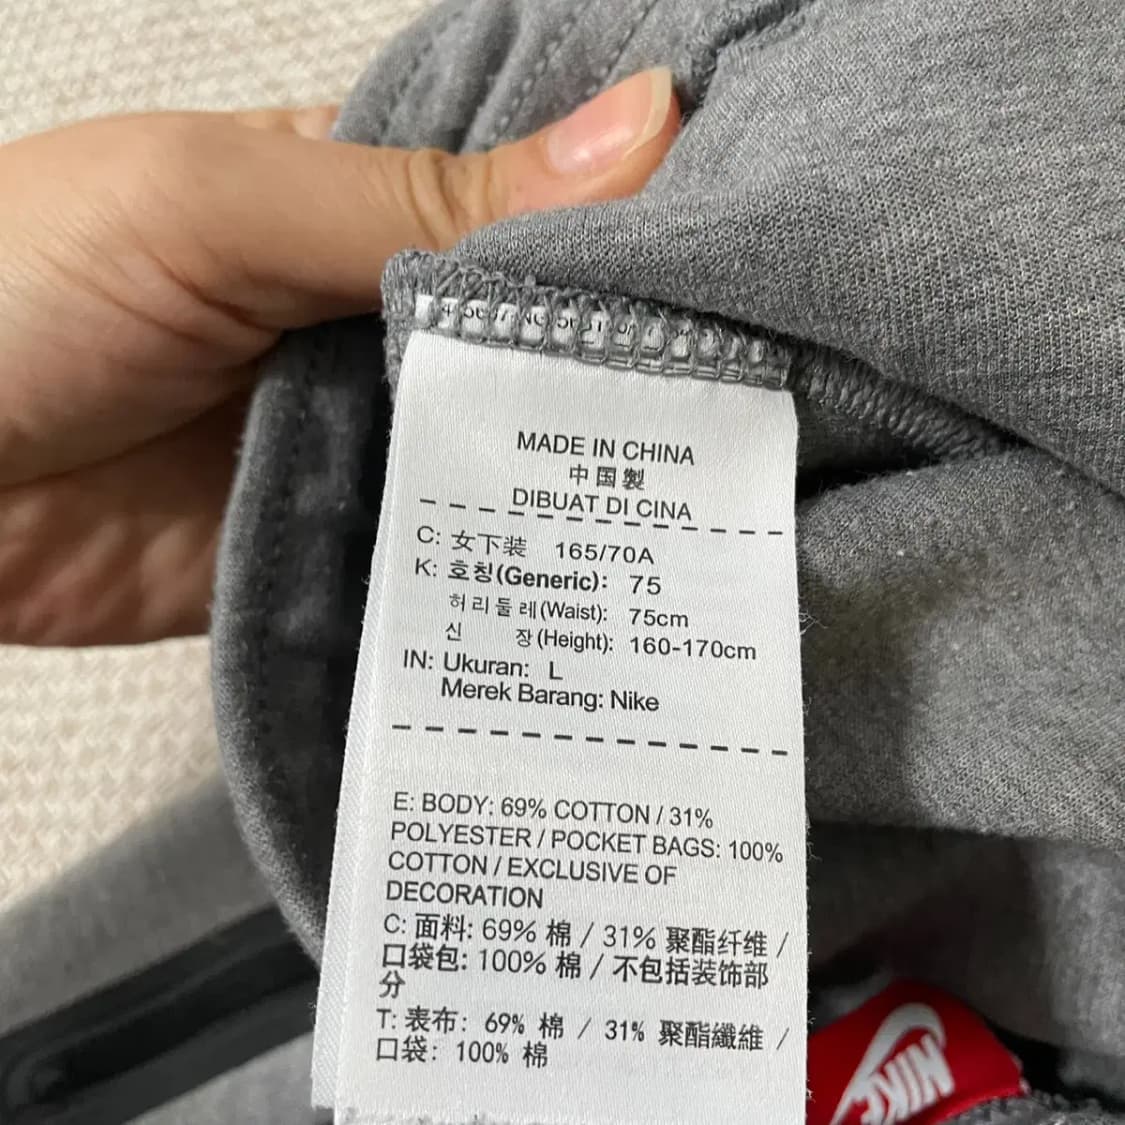 MADE IN CHINA
中国製
DIBUAT DI CINA
C: 女下装 165/70A
K: 호칭(Generic): 75
허리둘레(Waist): 75cm
신 장(Height): 160-170cm
IN: Ukuran: L
Merek Barang: Nike
E: BODY: 69% COTTON / 31%
POLYESTER / POCKET BAGS: 100%
COTTON / EXCLUSIVE OF
DECORATION
C: 面料: 69% 棉 / 31% 聚酯纤维 /
口袋包: 100% 棉 / 不包括装饰部
分
T: 表布: 69% 棉 / 31% 聚酯纖維 /
口袋: 100% 棉
NIKE